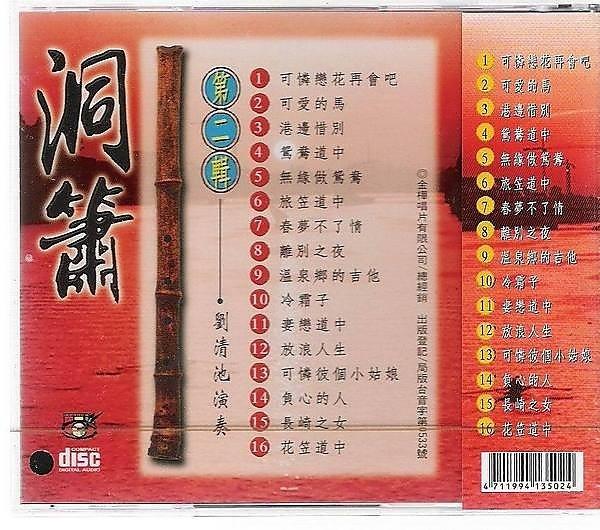 洞簫
第二輯
劉清池演奏
1 可憐戀花再會吧
2 可愛的馬
3 港邊惜別
4 鴛鴦道中
5 無緣做鴛鴦
6 旅笠道中
7 春夢不了情
8 離別之夜
9 溫泉鄉的吉他
10 冷霜子
11 妻戀道中
12 放浪人生
13 可憐彼個小姑娘
14 負心的人
15 長崎之女
16 花笠道中
◎金樺唱片有限公司/總經銷 出版登記/局版台音字第0533號
COMPACT
disc
DIGITAL AUDIO
1 可憐戀花再會吧
2 可愛的馬
3 港邊惜別
4 鴛鴦道中
5 無緣做鴛鴦
6 旅笠道中
7 春夢不了情
8 離別之夜
9 溫泉鄉的吉他
10 冷霜子
11 妻戀道中
12 放浪人生
13 可憐彼個小姑娘
14 負心的人
15 長崎之女
16 花笠道中
4 711994 135024